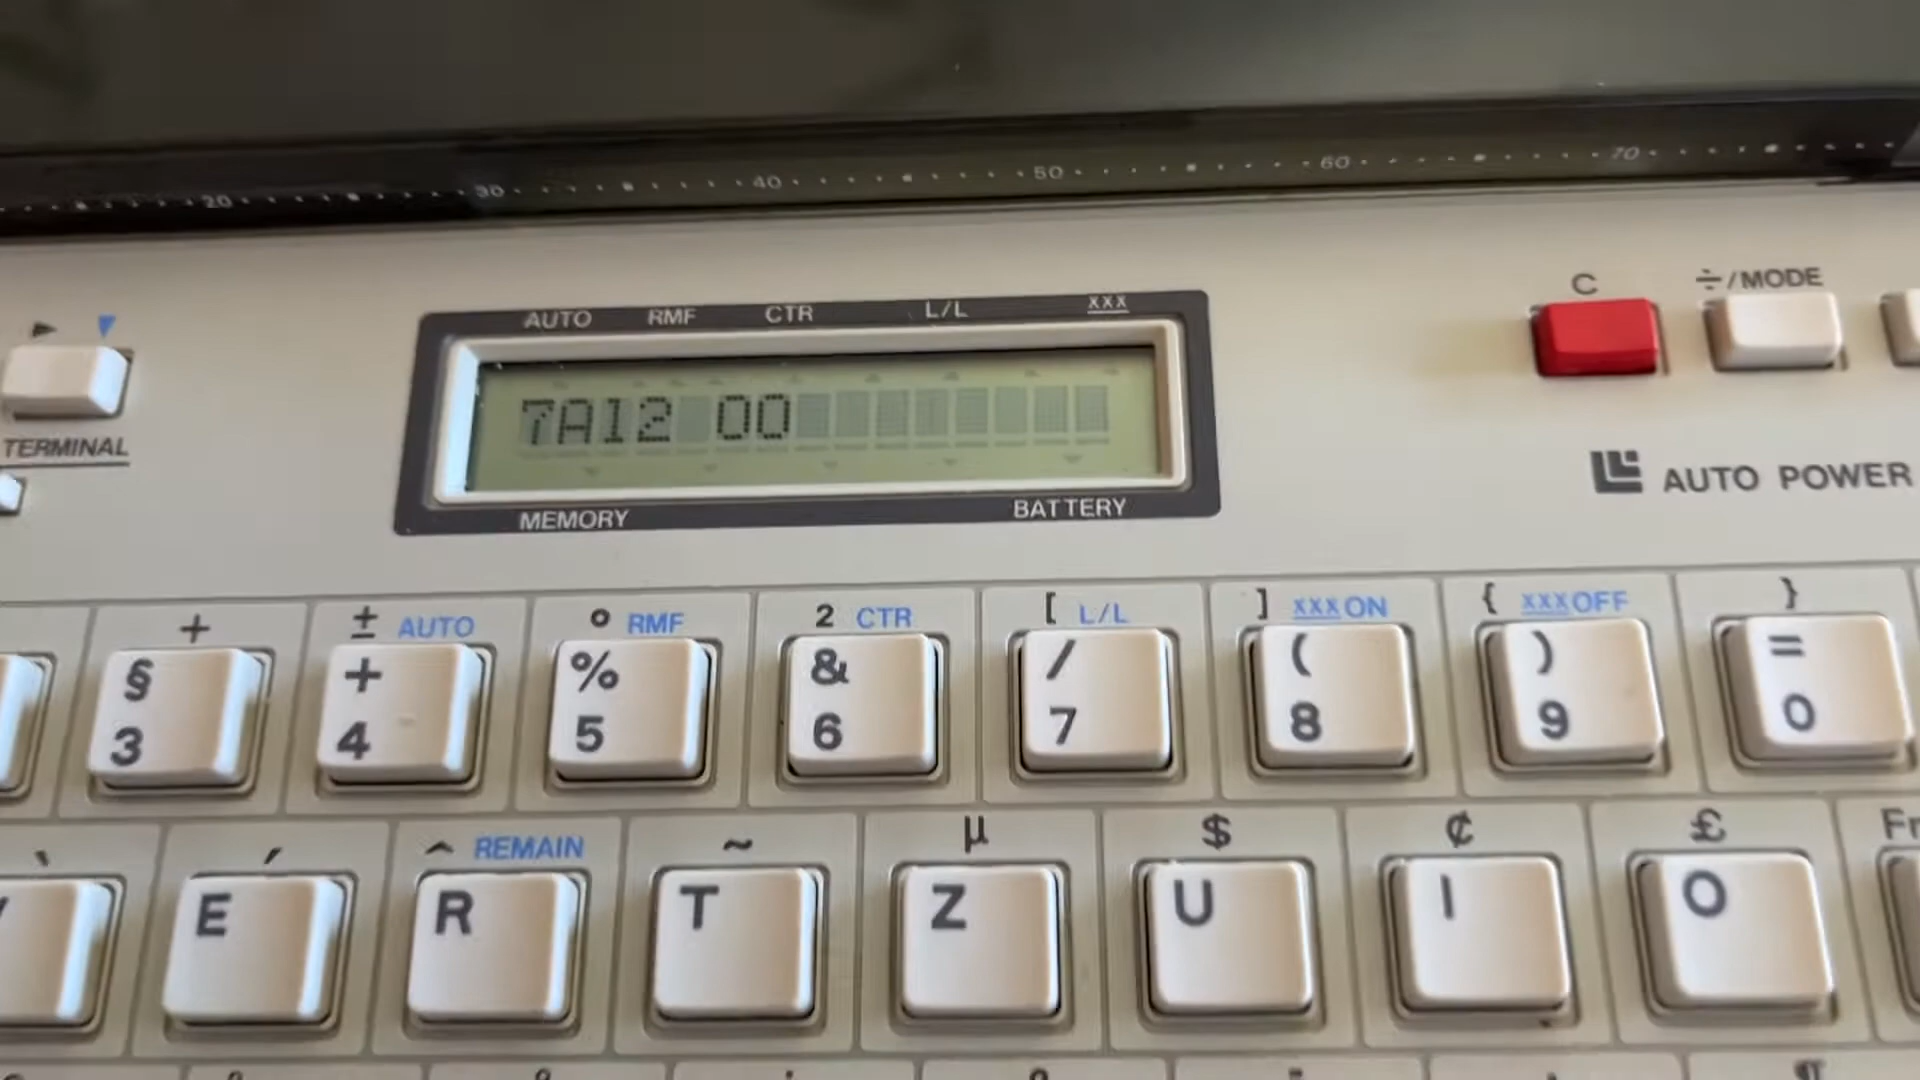 20 30 40 50 60 70
C ÷/MODE
AUTO RMF CTR L/L xxx
7A12 00
TERMINAL
AUTO POWER
MEMORY BATTERY
+ ± AUTO ° RMF 2 CTR [ L/L ] xxx ON { xxx OFF }
§ + % & / ( ) =
3 4 5 6 7 8 9 0
` ´ ^ REMAIN ~ µ $ ¢ £
E R T Z U I O